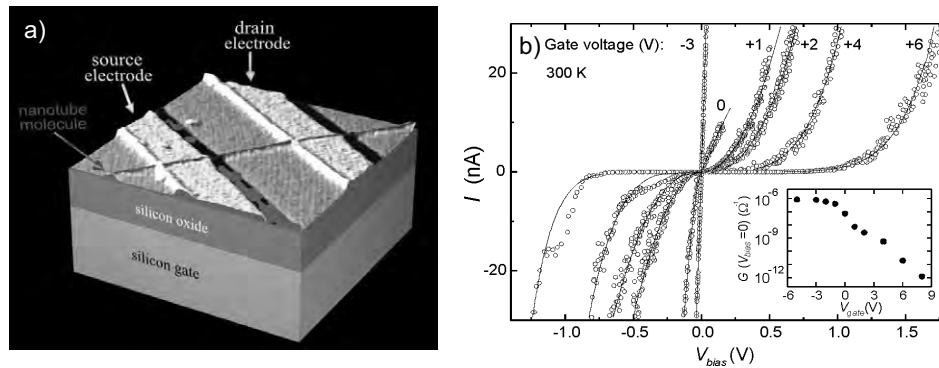 a)
drain
electrode
source
electrode
nanotube
molecule
silicon oxide
silicon gate
b)
Gate voltage (V): -3 +1 +2 +4 +6
300 K
0
I (nA)
20
0
-20
-1.0 -0.5 0.0 0.5 1.0 1.5
V_bias (V)
G (V_bias=0) (Ω⁻¹)
10⁻⁶
10⁻⁹
10⁻¹²
-6 -3 0 3 6 9
V_gate (V)